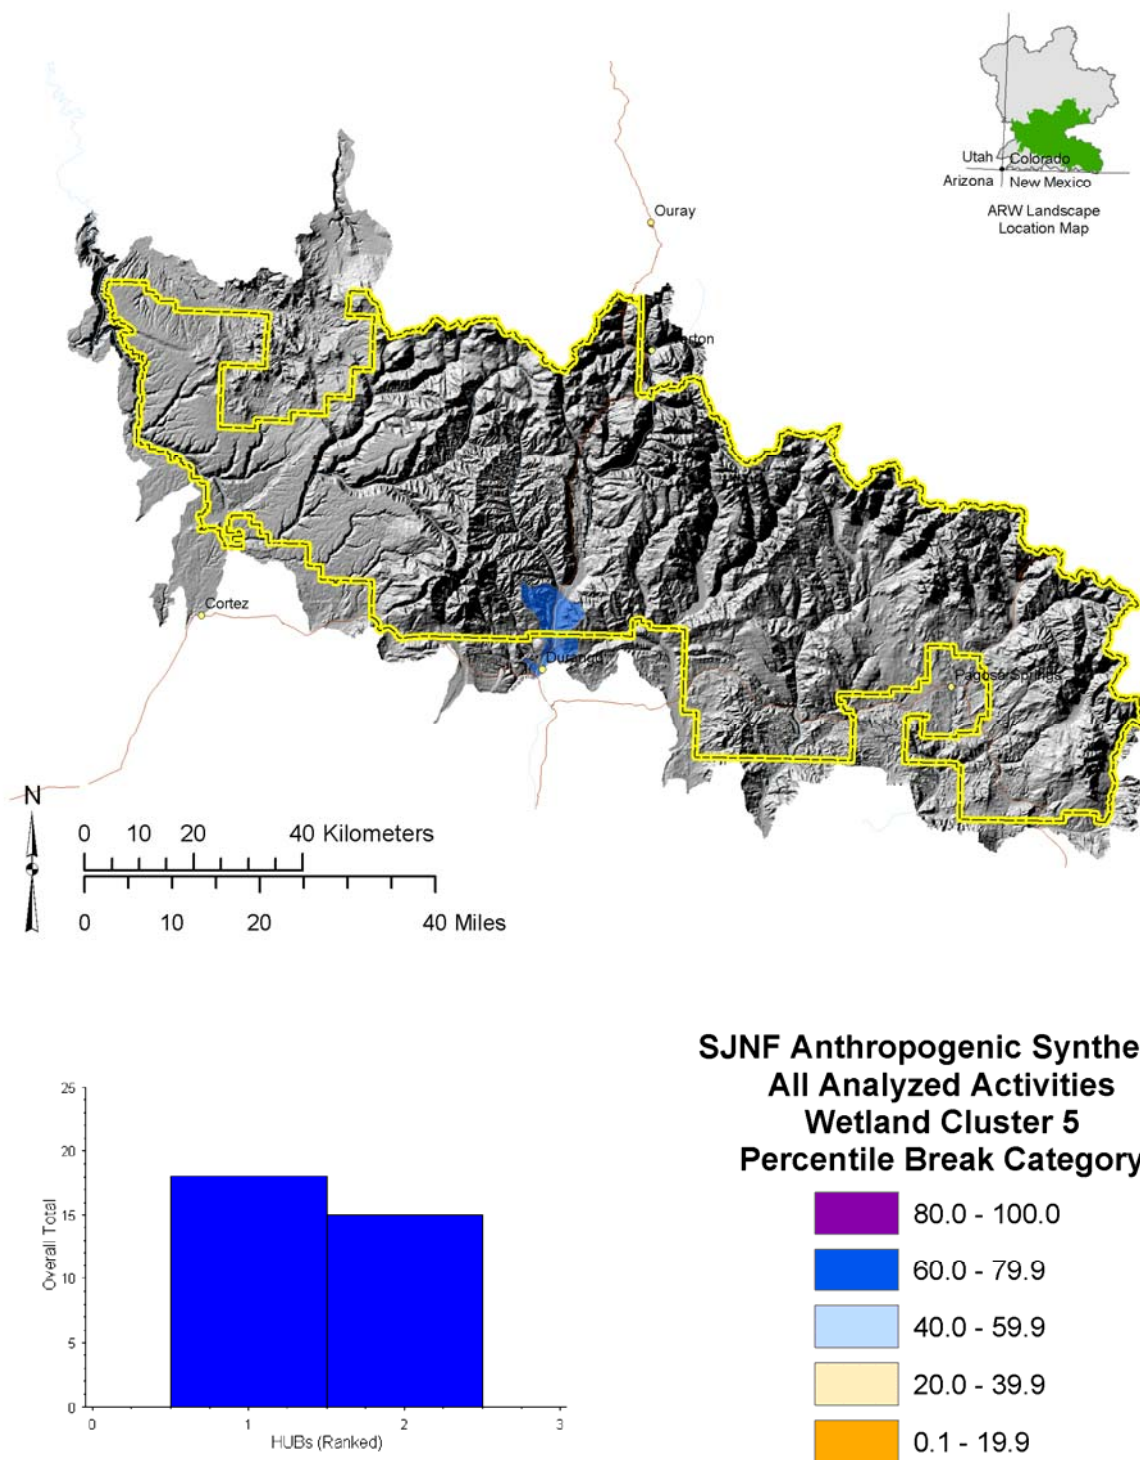 Utah Colorado
Arizona New Mexico
ARW Landscape
Location Map
Ouray
Cortez
Durango
Pagosa Springs
N
0 10 20 40 Kilometers
0 10 20 40 Miles
SJNF Anthropogenic Synthe
All Analyzed Activities
Wetland Cluster 5
Percentile Break Category
80.0 - 100.0
60.0 - 79.9
40.0 - 59.9
20.0 - 39.9
0.1 - 19.9
Overall Total
25
20
15
10
5
0
0 1 2 3
HUBs (Ranked)